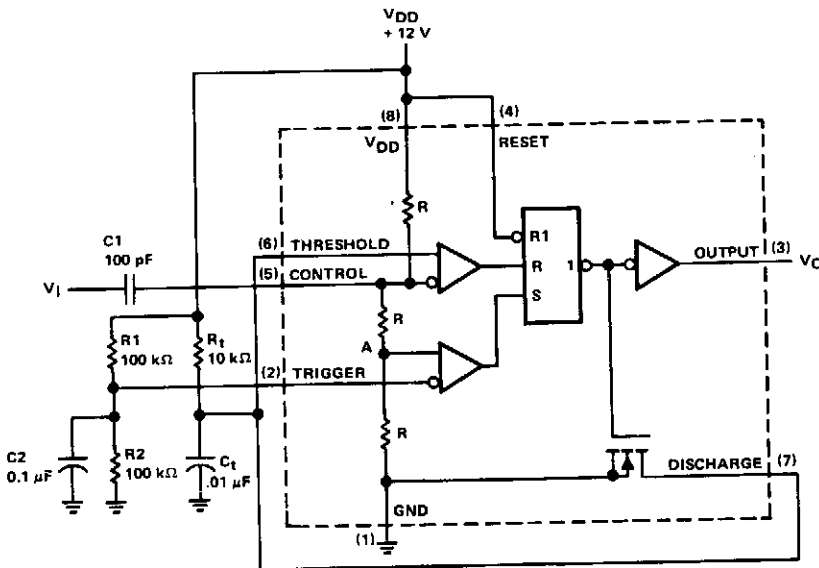 VDD
+ 12 V
(8)
(4)
VDD
RESET
R
C1
100 pF
(6) THRESHOLD
(5) CONTROL
VI
R1
R
S
1
OUTPUT (3)
VO
R
A
R1
100 kΩ
Rt
10 kΩ
(2) TRIGGER
R
C2
0.1 µF
R2
100 kΩ
Ct
.01 µF
DISCHARGE (7)
GND
(1)